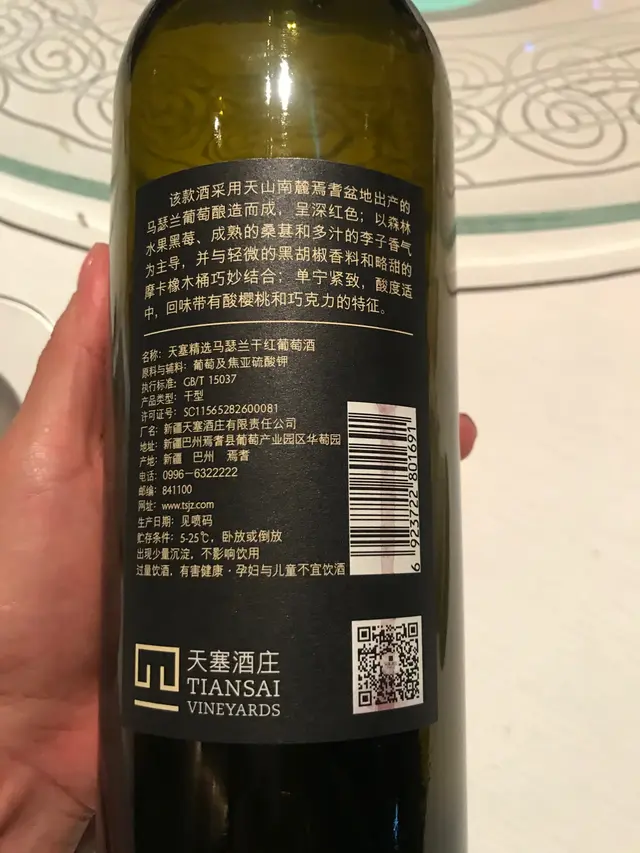 该款酒采用天山南麓焉耆盆地出产的
马瑟兰葡萄酿造而成，呈深红色；以森林
水果黑莓、成熟的桑葚和多汁的李子香气
为主导，并与轻微的黑胡椒香料和略甜的
摩卡橡木桶巧妙结合；单宁紧致，酸度适
中，回味带有酸樱桃和巧克力的特征。
名称：天塞精选马瑟兰干红葡萄酒
原料与辅料：葡萄及焦亚硫酸钾
执行标准：GB/T 15037
产品类型：干型
许可证号：SC11565282600081
厂名：新疆天塞酒庄有限责任公司
地址：新疆巴州焉耆县葡萄产业园区华萄园
产地：新疆 巴州 焉耆
电话：0996-6322222
邮编：841100
网址：www.tsjz.com
生产日期：见喷码
贮存条件：5-25℃，卧放或倒放
出现少量沉淀，不影响饮用
过量饮酒，有害健康·孕妇与儿童不宜饮酒
6 923722 801691
天塞酒庄
TIANSAI
VINEYARDS